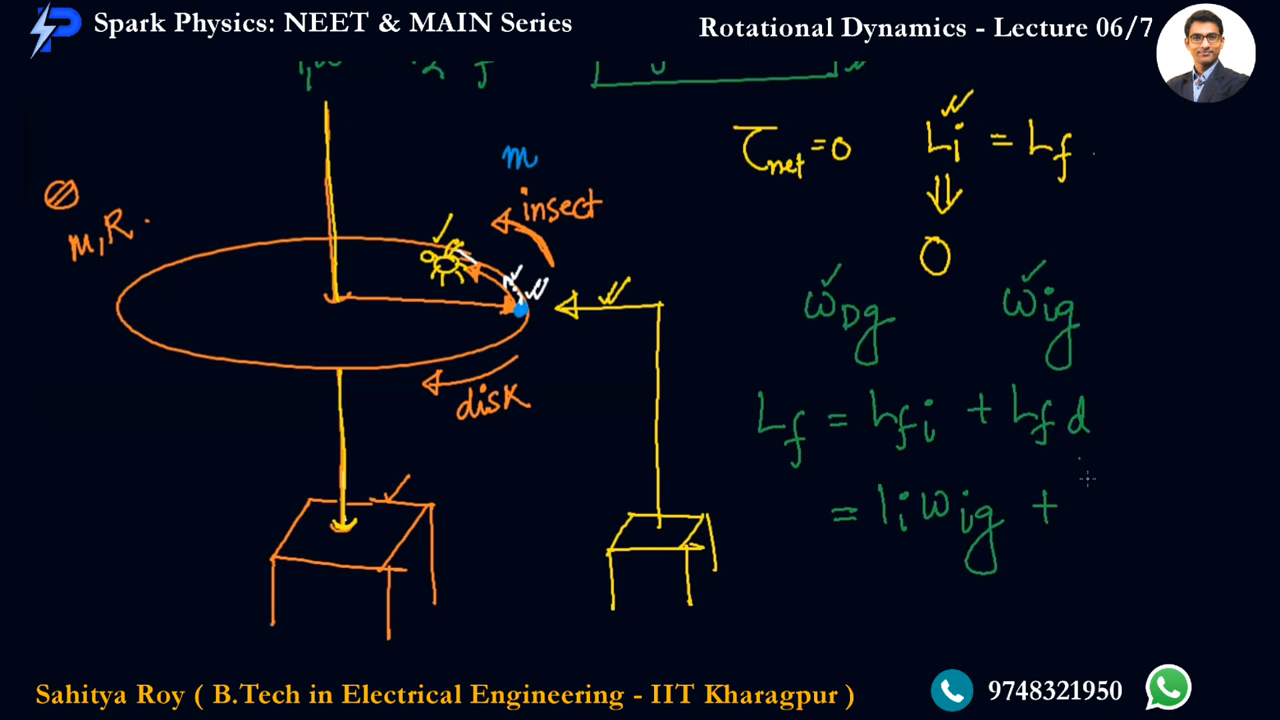 Spark Physics: NEET & MAIN Series
Rotational Dynamics - Lecture 06/7
τnet = 0
Li = Lf
⇓
0
m
insect
m, R.
disk
ωDg
ωig
Lf = Lfi + Lfd
= Iiωig +
Sahitya Roy ( B.Tech in Electrical Engineering - IIT Kharagpur )
9748321950